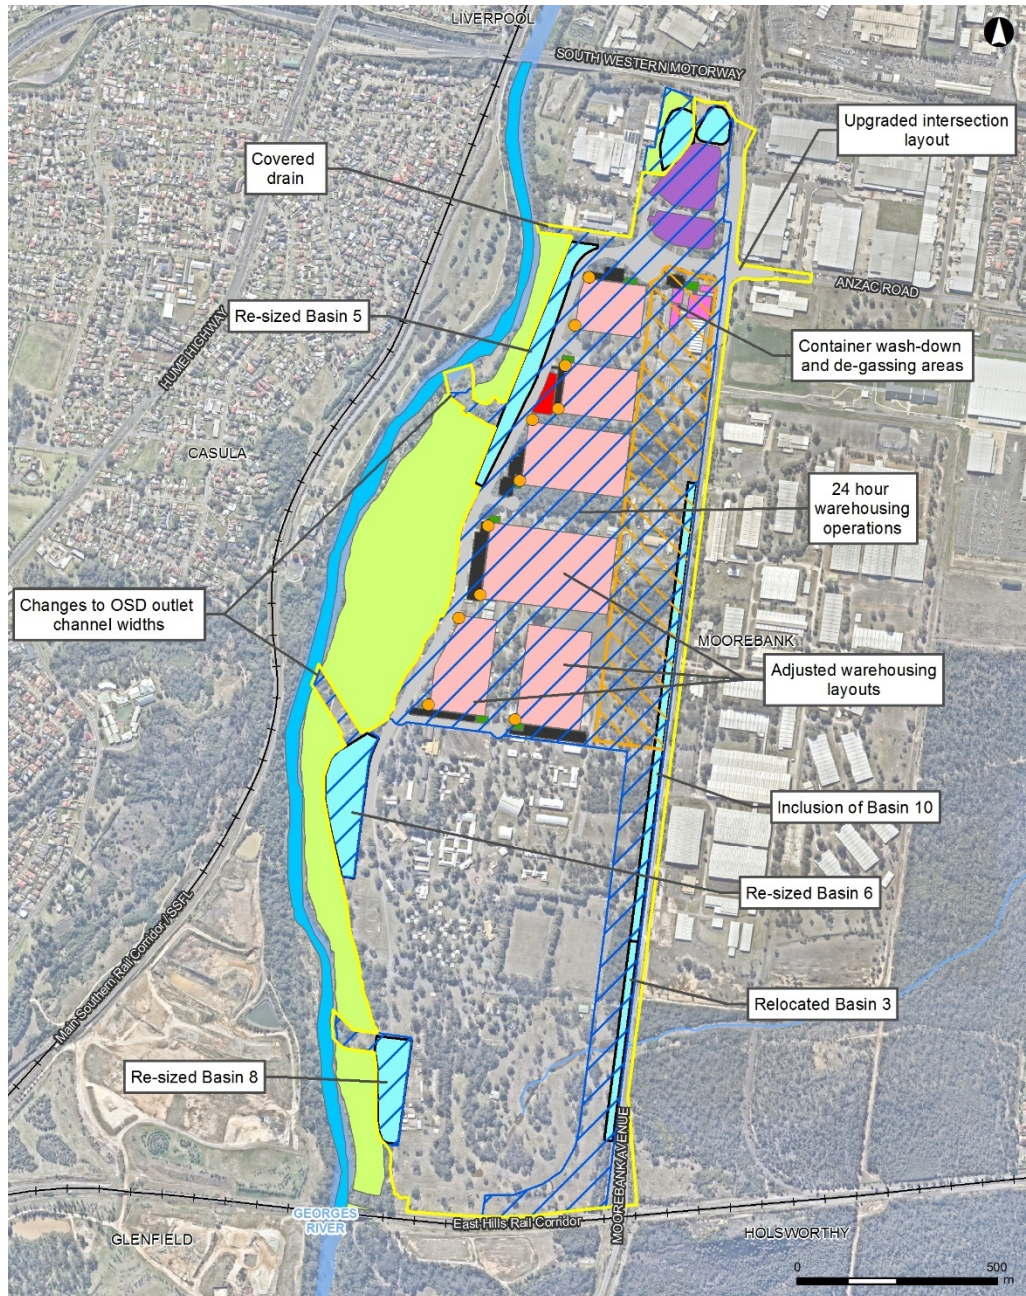 LIVERPOOL
SOUTH WESTERN MOTORWAY
Upgraded intersection
layout
Covered
drain
ANZAC ROAD
Re-sized Basin 5
HUME HIGHWAY
Container wash-down
and de-gassing areas
CASULA
24 hour
warehousing
operations
Changes to OSD outlet
channel widths
MOOREBANK
Adjusted warehousing
layouts
Inclusion of Basin 10
Re-sized Basin 6
Main Southern Rail Corridor / SSFL
Relocated Basin 3
Re-sized Basin 8
MOOREBANK AVENUE
GEORGES
RIVER
East Hills Rail Corridor
GLENFIELD
HOLSWORTHY
0 500
m